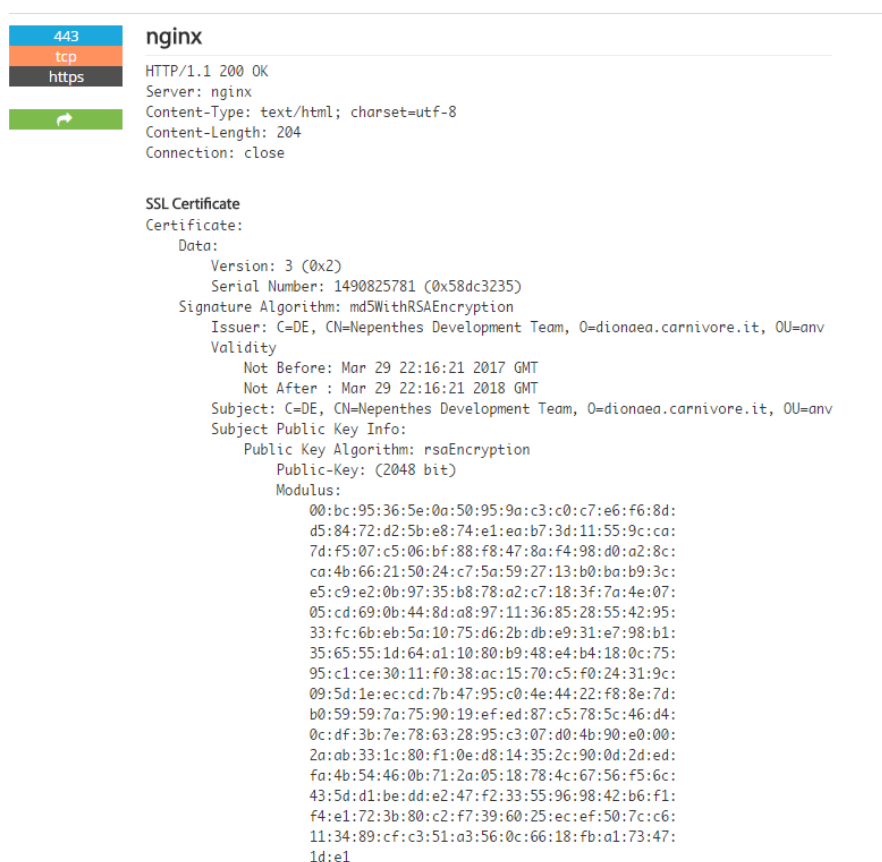 443
tcp
https
nginx
HTTP/1.1 200 OK
Server: nginx
Content-Type: text/html; charset=utf-8
Content-Length: 204
Connection: close
SSL Certificate
Certificate:
Data:
Version: 3 (0x2)
Serial Number: 1490825781 (0x58dc3235)
Signature Algorithm: md5WithRSAEncryption
Issuer: C=DE, CN=Nepenthes Development Team, O=dionaea.carnivore.it, OU=anv
Validity
Not Before: Mar 29 22:16:21 2017 GMT
Not After : Mar 29 22:16:21 2018 GMT
Subject: C=DE, CN=Nepenthes Development Team, O=dionaea.carnivore.it, OU=anv
Subject Public Key Info:
Public Key Algorithm: rsaEncryption
Public-Key: (2048 bit)
Modulus:
00:bc:95:36:5e:0a:50:95:9a:c3:c0:c7:e6:f6:8d:
d5:84:72:d2:5b:e8:74:e1:ea:b7:3d:11:55:9c:ca:
7d:f5:07:c5:06:bf:88:f8:47:8a:f4:98:d0:a2:8c:
ca:4b:66:21:50:24:c7:5a:59:27:13:b0:ba:b9:3c:
e5:c9:e2:0b:97:35:b8:78:a2:c7:18:3f:7a:4e:07:
05:cd:69:0b:44:8d:a8:97:11:36:85:28:55:42:95:
33:fc:6b:eb:5a:10:75:d6:2b:db:e9:31:e7:98:b1:
35:65:55:1d:64:a1:10:80:b9:48:e4:b4:18:0c:75:
95:c1:ce:30:11:f0:38:ac:15:70:c5:f0:24:31:9c:
09:5d:1e:ec:cd:7b:47:95:c0:4e:44:22:f8:8e:7d:
b0:59:59:7a:75:90:19:ef:ed:87:c5:78:5c:46:d4:
0c:df:3b:7e:78:63:28:95:c3:07:d0:4b:90:e0:00:
2a:ab:33:1c:80:f1:0e:d8:14:35:2c:90:0d:2d:ed:
fa:4b:54:46:0b:71:2a:05:18:78:4c:67:56:f5:6c:
43:5d:d1:be:dd:e2:47:f2:33:55:96:98:42:b6:f1:
f4:e1:72:3b:80:c2:f7:39:60:25:ec:ef:50:7c:c6:
11:34:89:cf:c3:51:a3:56:0c:66:18:fb:a1:73:47:
1d:e1